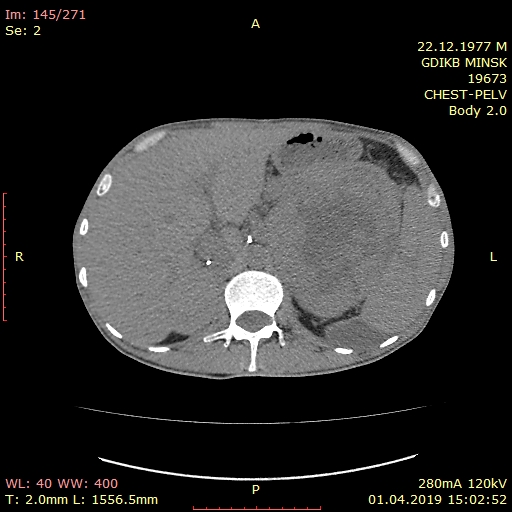 Im: 145/271
Se: 2
A
22.12.1977 M
GDIKB MINSK
19673
CHEST-PELV
Body 2.0
R
L
WL: 40 WW: 400
T: 2.0mm L: 1556.5mm
P
280mA 120kV
01.04.2019 15:02:52